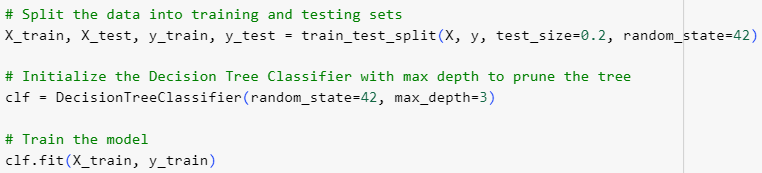 # Split the data into training and testing sets
X_train, X_test, y_train, y_test = train_test_split(X, y, test_size=0.2, random_state=42)
# Initialize the Decision Tree Classifier with max depth to prune the tree
clf = DecisionTreeClassifier(random_state=42, max_depth=3)
# Train the model
clf.fit(X_train, y_train)